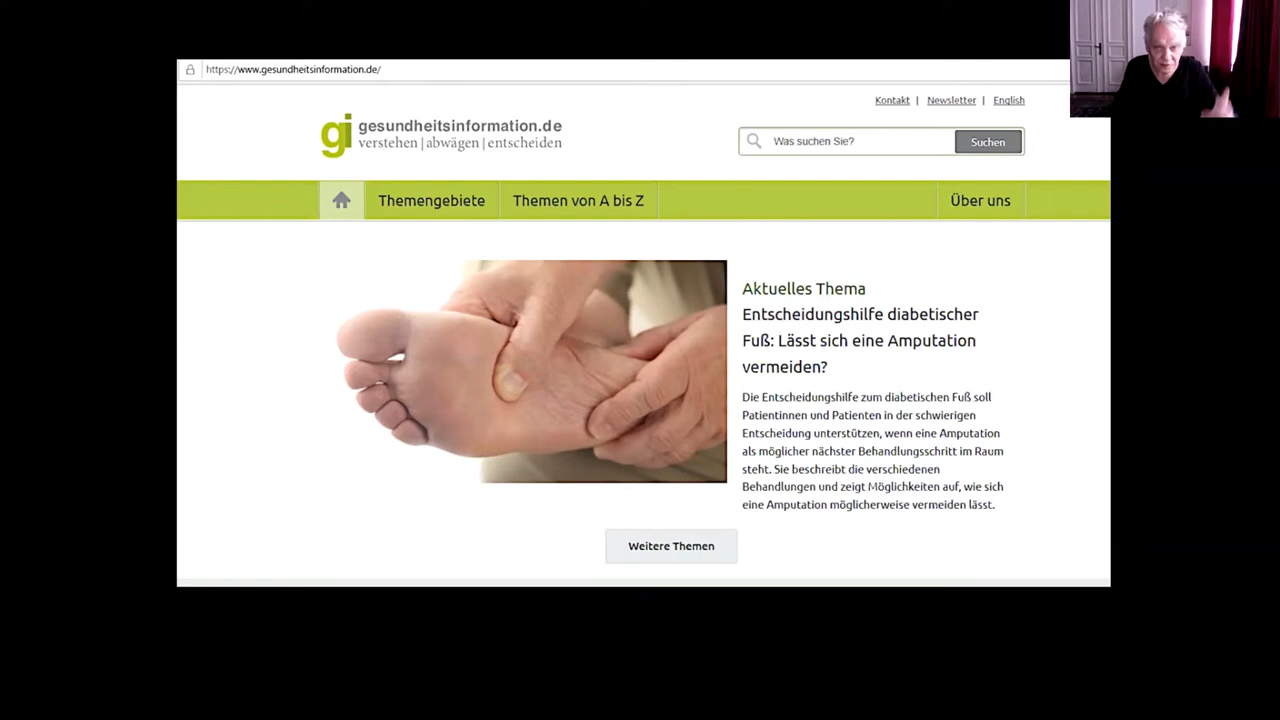 https://www.gesundheitsinformation.de/
Kontakt | Newsletter | English
gi gesundheitsinformation.de
verstehen | abwägen | entscheiden
Was suchen Sie?
Suchen
Themengebiete
Themen von A bis Z
Über uns
Aktuelles Thema
Entscheidungshilfe diabetischer
Fuß: Lässt sich eine Amputation
vermeiden?
Die Entscheidungshilfe zum diabetischen Fuß soll
Patientinnen und Patienten in der schwierigen
Entscheidung unterstützen, wenn eine Amputation
als möglicher nächster Behandlungsschritt im Raum
steht. Sie beschreibt die verschiedenen
Behandlungen und zeigt Möglichkeiten auf, wie sich
eine Amputation möglicherweise vermeiden lässt.
Weitere Themen